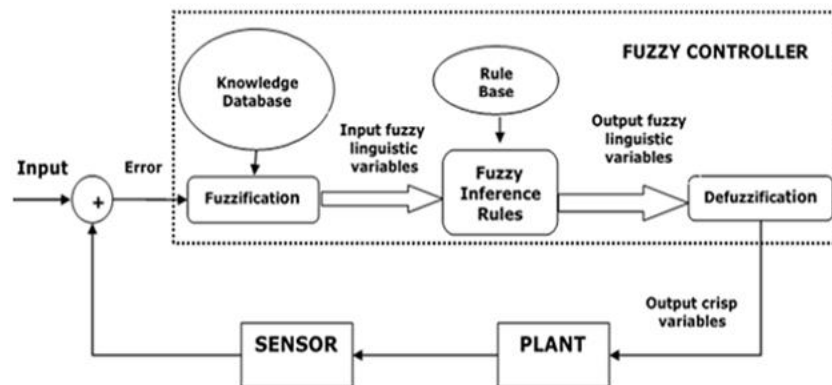 FUZZY CONTROLLER
Knowledge
Database
Rule
Base
Input fuzzy
linguistic
variables
Output fuzzy
linguistic
variables
Input
Error
+
Fuzzification
Fuzzy
Inference
Rules
Defuzzification
Output crisp
variables
SENSOR
PLANT